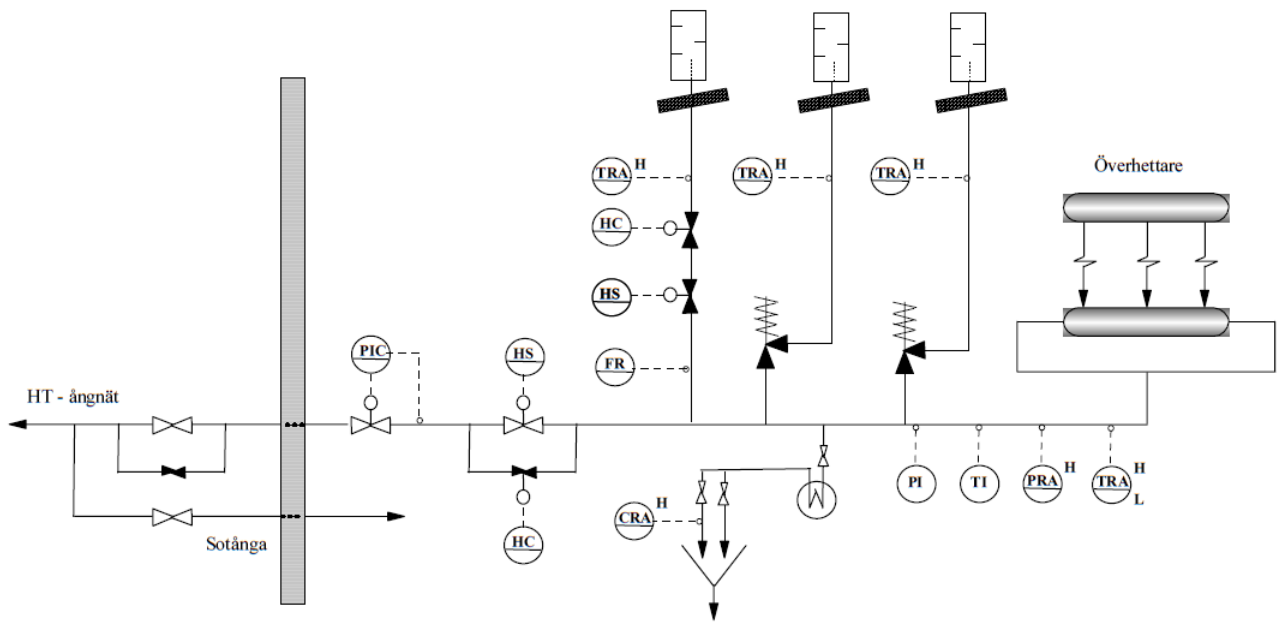 TRA H
TRA H
TRA H
Överhettare
HC
HS
PIC
HS
FR
HT - ångnät
PI
TI
PRA H
TRA H
L
CRA H
HC
Sotånga